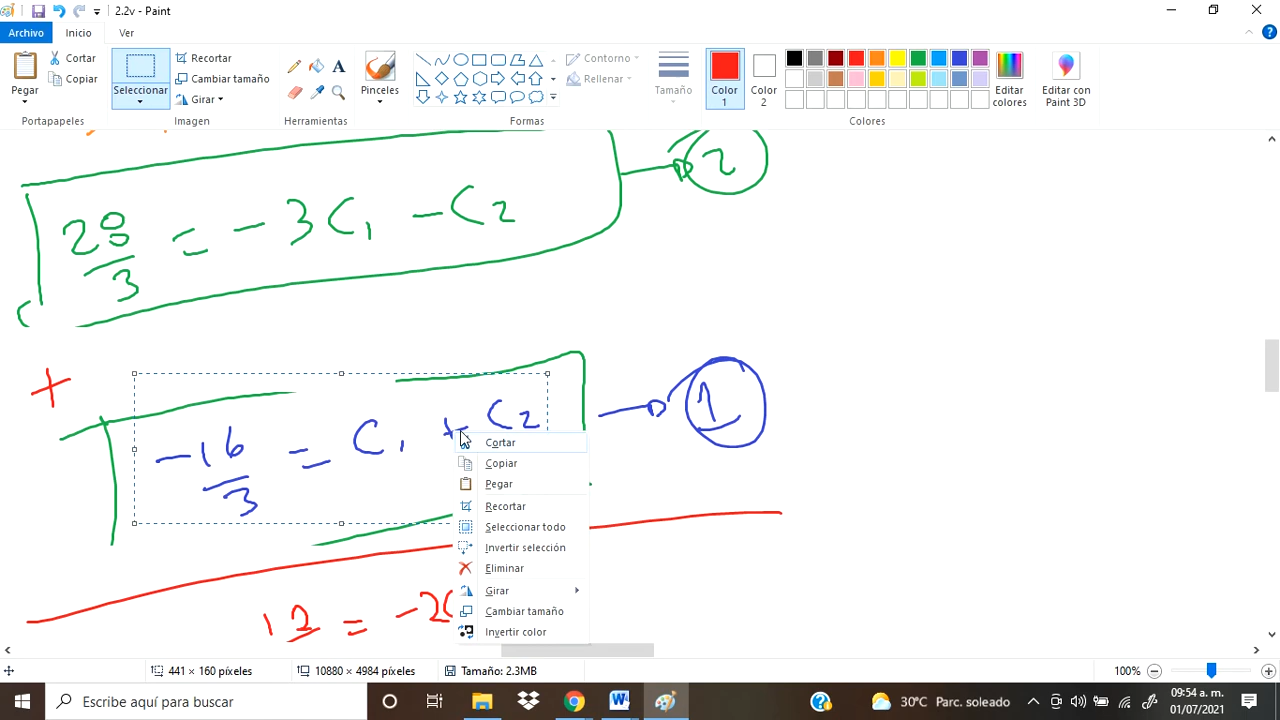 2.2v - Paint
Archivo Inicio Ver
Pegar
Cortar
Copiar
Portapapeles
Seleccionar
Recortar
Cambiar tamaño
Girar
Imagen
A
Herramientas
Pinceles
Contorno
Rellenar
Formas
Tamaño
Color 1
Color 2
Editar colores
Editar con Paint 3D
Colores
28/3 = -3C1 - C2
2
+
-16/3 = C1 + C2
1
Cortar
Copiar
Pegar
Recortar
Seleccionar todo
Invertir selección
Eliminar
Girar
Cambiar tamaño
Invertir color
12 = -2C
441 × 160 píxeles
10880 × 4984 píxeles
Tamaño: 2.3MB
100%
Escribe aquí para buscar
30°C Parc. soleado
09:54 a. m.
01/07/2021